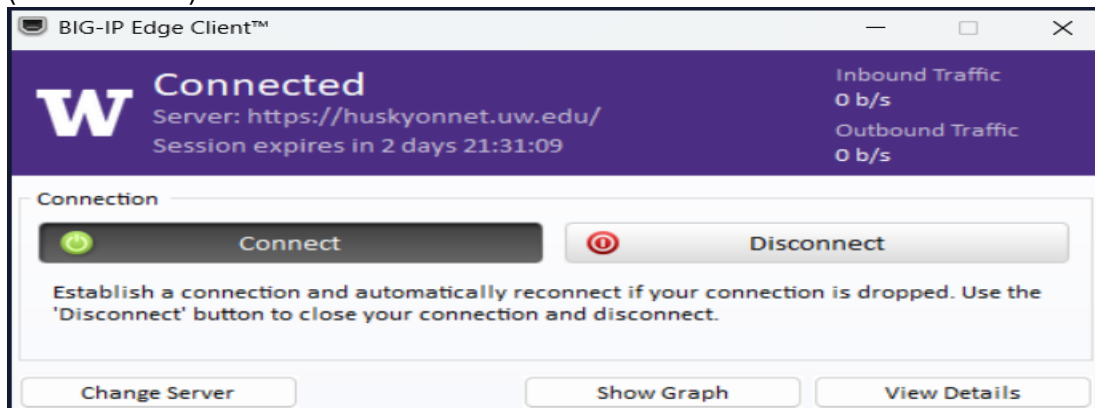 BIG-IP Edge Client™
W
Connected
Server: https://huskyonnet.uw.edu/
Session expires in 2 days 21:31:09
Inbound Traffic
0 b/s
Outbound Traffic
0 b/s
Connection
Connect
Disconnect
Establish a connection and automatically reconnect if your connection is dropped. Use the
'Disconnect' button to close your connection and disconnect.
Change Server
Show Graph
View Details